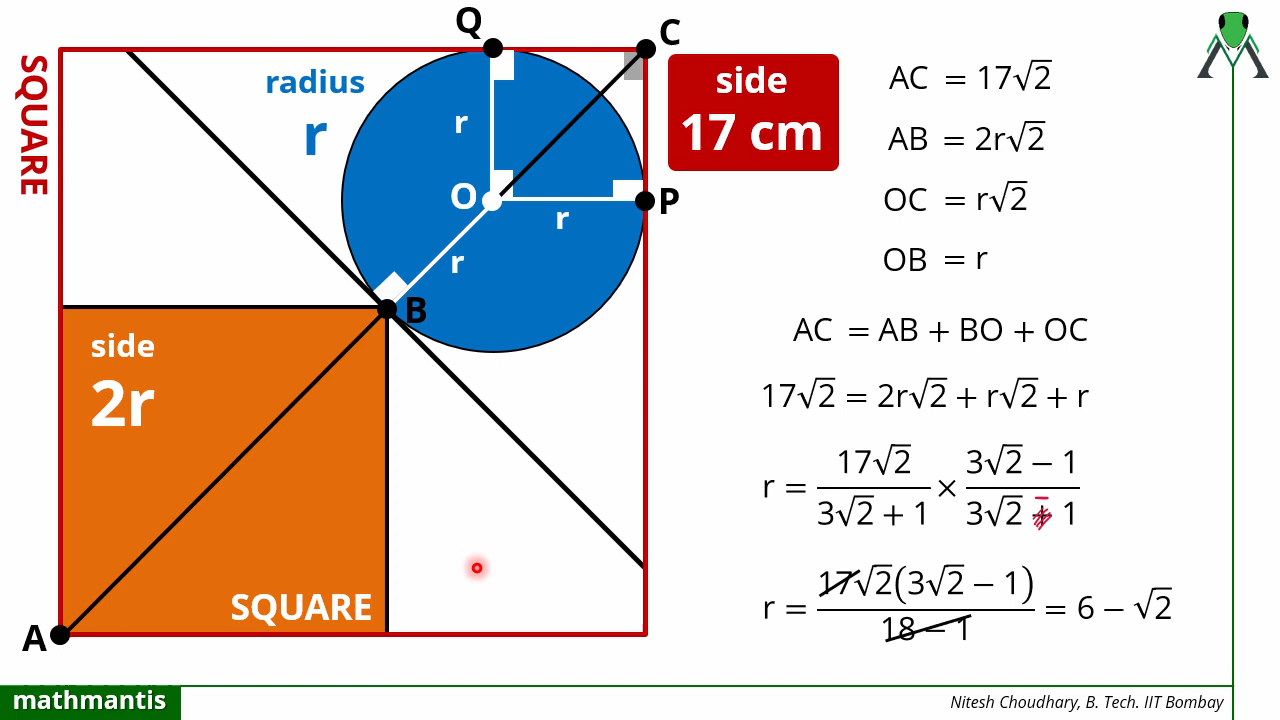 Q
C
SQUARE
radius
r
side
17 cm
r
O
P
r
r
B
side
2r
SQUARE
A
AC = 17√2
AB = 2r√2
OC = r√2
OB = r
AC = AB + BO + OC
17√2 = 2r√2 + r√2 + r
r = 17√2 / 3√2 + 1 × 3√2 − 1 / 3√2 − 1
r = 17√2(3√2 − 1) / 18 − 1 = 6 − √2
mathmantis
Nitesh Choudhary, B. Tech. IIT Bombay